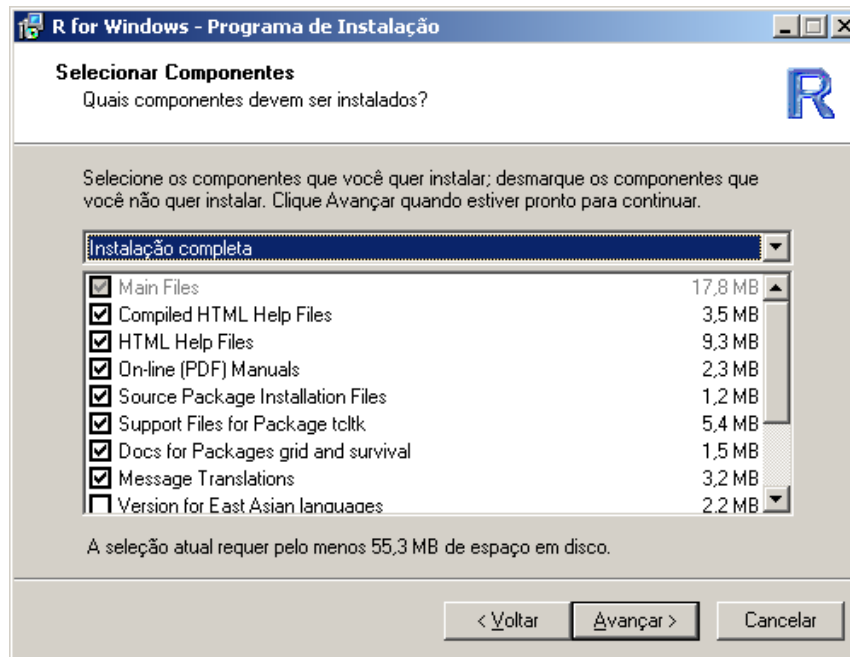 R for Windows - Programa de Instalação
Selecionar Componentes
Quais componentes devem ser instalados?
R
Selecione os componentes que você quer instalar; desmarque os componentes que
você não quer instalar. Clique Avançar quando estiver pronto para continuar.
Instalação completa
Main Files 17,8 MB
Compiled HTML Help Files 3,5 MB
HTML Help Files 9,3 MB
On-line (PDF) Manuals 2,3 MB
Source Package Installation Files 1,2 MB
Support Files for Package tcltk 5,4 MB
Docs for Packages grid and survival 1,5 MB
Message Translations 3,2 MB
Version for East Asian languages 2,2 MB
A seleção atual requer pelo menos 55,3 MB de espaço em disco.
< Voltar Avançar > Cancelar